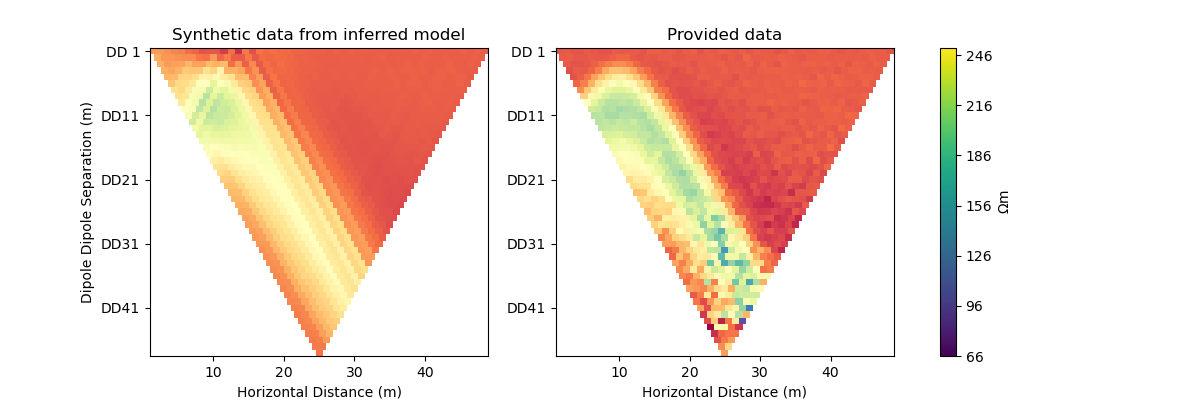 Synthetic data from inferred model
Provided data
DD 1
DD11
DD21
DD31
DD41
Dipole Dipole Separation (m)
10
20
30
40
Horizontal Distance (m)
DD 1
DD11
DD21
DD31
DD41
10
20
30
40
Horizontal Distance (m)
246
216
186
156
126
96
66
Ωm